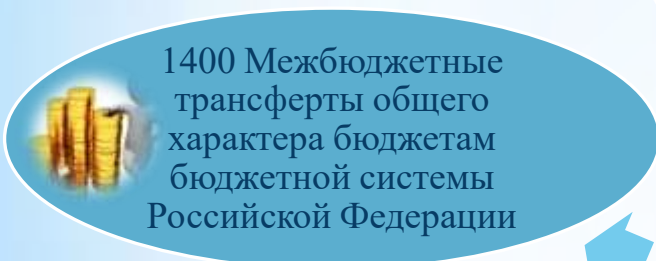 1400 Межбюджетные
трансферты общего
характера бюджетам
бюджетной системы
Российской Федерации